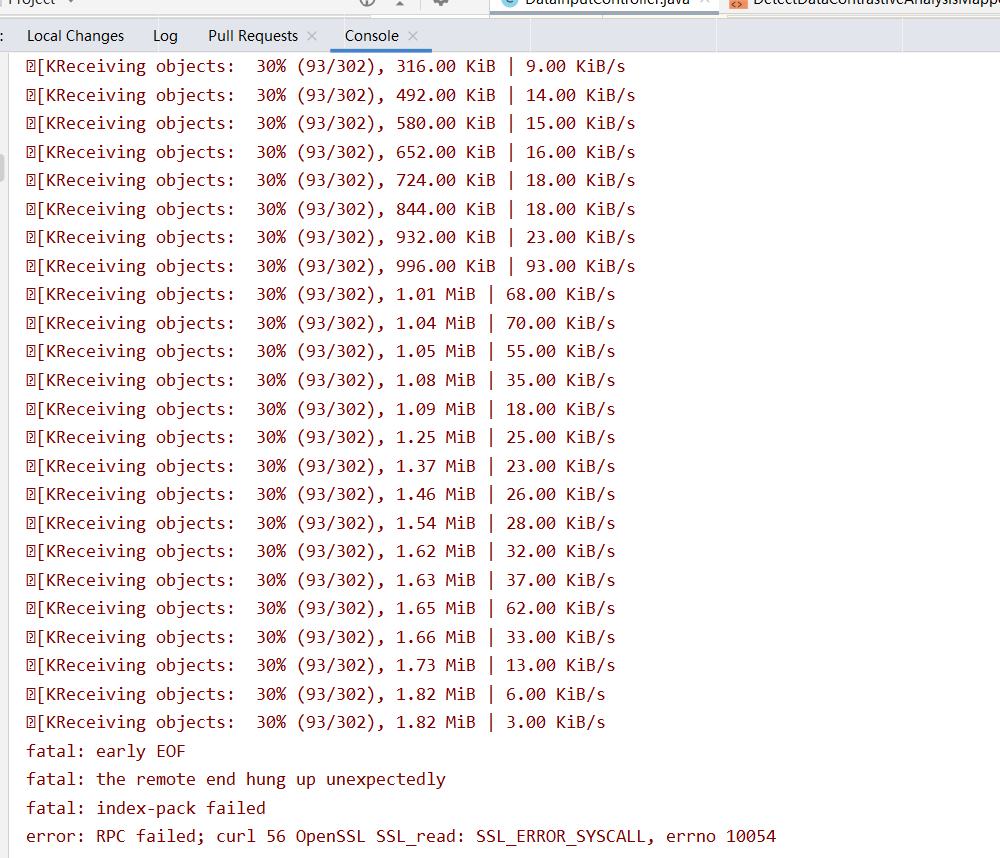 Project
DataInputController.java
DetectDataContrastiveAnalysisMappe
: Local Changes Log Pull Requests Console
[KReceiving objects:  30% (93/302), 316.00 KiB | 9.00 KiB/s
[KReceiving objects:  30% (93/302), 492.00 KiB | 14.00 KiB/s
[KReceiving objects:  30% (93/302), 580.00 KiB | 15.00 KiB/s
[KReceiving objects:  30% (93/302), 652.00 KiB | 16.00 KiB/s
[KReceiving objects:  30% (93/302), 724.00 KiB | 18.00 KiB/s
[KReceiving objects:  30% (93/302), 844.00 KiB | 18.00 KiB/s
[KReceiving objects:  30% (93/302), 932.00 KiB | 23.00 KiB/s
[KReceiving objects:  30% (93/302), 996.00 KiB | 93.00 KiB/s
[KReceiving objects:  30% (93/302), 1.01 MiB | 68.00 KiB/s
[KReceiving objects:  30% (93/302), 1.04 MiB | 70.00 KiB/s
[KReceiving objects:  30% (93/302), 1.05 MiB | 55.00 KiB/s
[KReceiving objects:  30% (93/302), 1.08 MiB | 35.00 KiB/s
[KReceiving objects:  30% (93/302), 1.09 MiB | 18.00 KiB/s
[KReceiving objects:  30% (93/302), 1.25 MiB | 25.00 KiB/s
[KReceiving objects:  30% (93/302), 1.37 MiB | 23.00 KiB/s
[KReceiving objects:  30% (93/302), 1.46 MiB | 26.00 KiB/s
[KReceiving objects:  30% (93/302), 1.54 MiB | 28.00 KiB/s
[KReceiving objects:  30% (93/302), 1.62 MiB | 32.00 KiB/s
[KReceiving objects:  30% (93/302), 1.63 MiB | 37.00 KiB/s
[KReceiving objects:  30% (93/302), 1.65 MiB | 62.00 KiB/s
[KReceiving objects:  30% (93/302), 1.66 MiB | 33.00 KiB/s
[KReceiving objects:  30% (93/302), 1.73 MiB | 13.00 KiB/s
[KReceiving objects:  30% (93/302), 1.82 MiB | 6.00 KiB/s
[KReceiving objects:  30% (93/302), 1.82 MiB | 3.00 KiB/s
fatal: early EOF
fatal: the remote end hung up unexpectedly
fatal: index-pack failed
error: RPC failed; curl 56 OpenSSL SSL_read: SSL_ERROR_SYSCALL, errno 10054